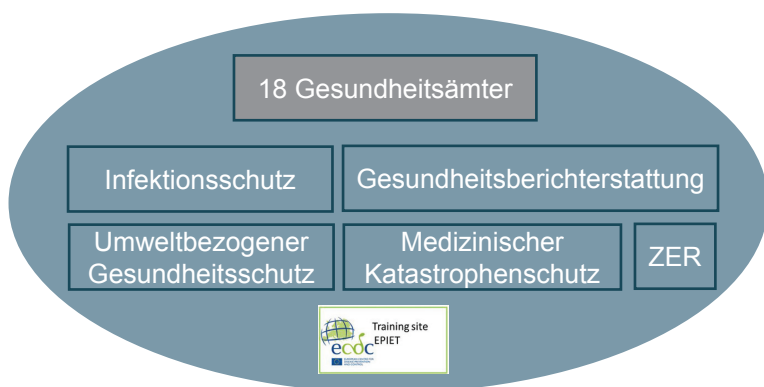 18 Gesundheitsämter
Infektionsschutz
Gesundheitsberichterstattung
Umweltbezogener
Gesundheitsschutz
Medizinischer
Katastrophenschutz
ZER
Training site
EPIET
ecdc